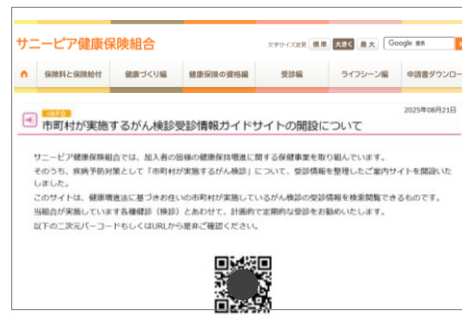 サニーピア健康保険組合
文字サイズ変更 標準 大きく 最大 Google 提供
保険料と保険給付 健康づくり編 健康保険の資格編 受診編 ライフシーン編 申請書ダウンロー
2025年08月21日
市町村が実施するがん検診受診情報ガイドサイトの開設について
サニーピア健康保険組合では、加入者の皆様の健康保持増進に関する保健事業を取り組んでいます。
そのうち、疾病予防対策として「市町村が実施するがん検診」について、受診情報を整理したご案内サイトを開設いた
しました。
このサイトは、健康増進法に基づきお住いの市町村が実施しているがん検診の受診情報を検索閲覧できるものです。
当組合が実施しています各種健診（検診）とあわせて、計画的で定期的な受診をお勧めいたします。
以下の二次元バーコードもしくはURLから是非ご確認ください。